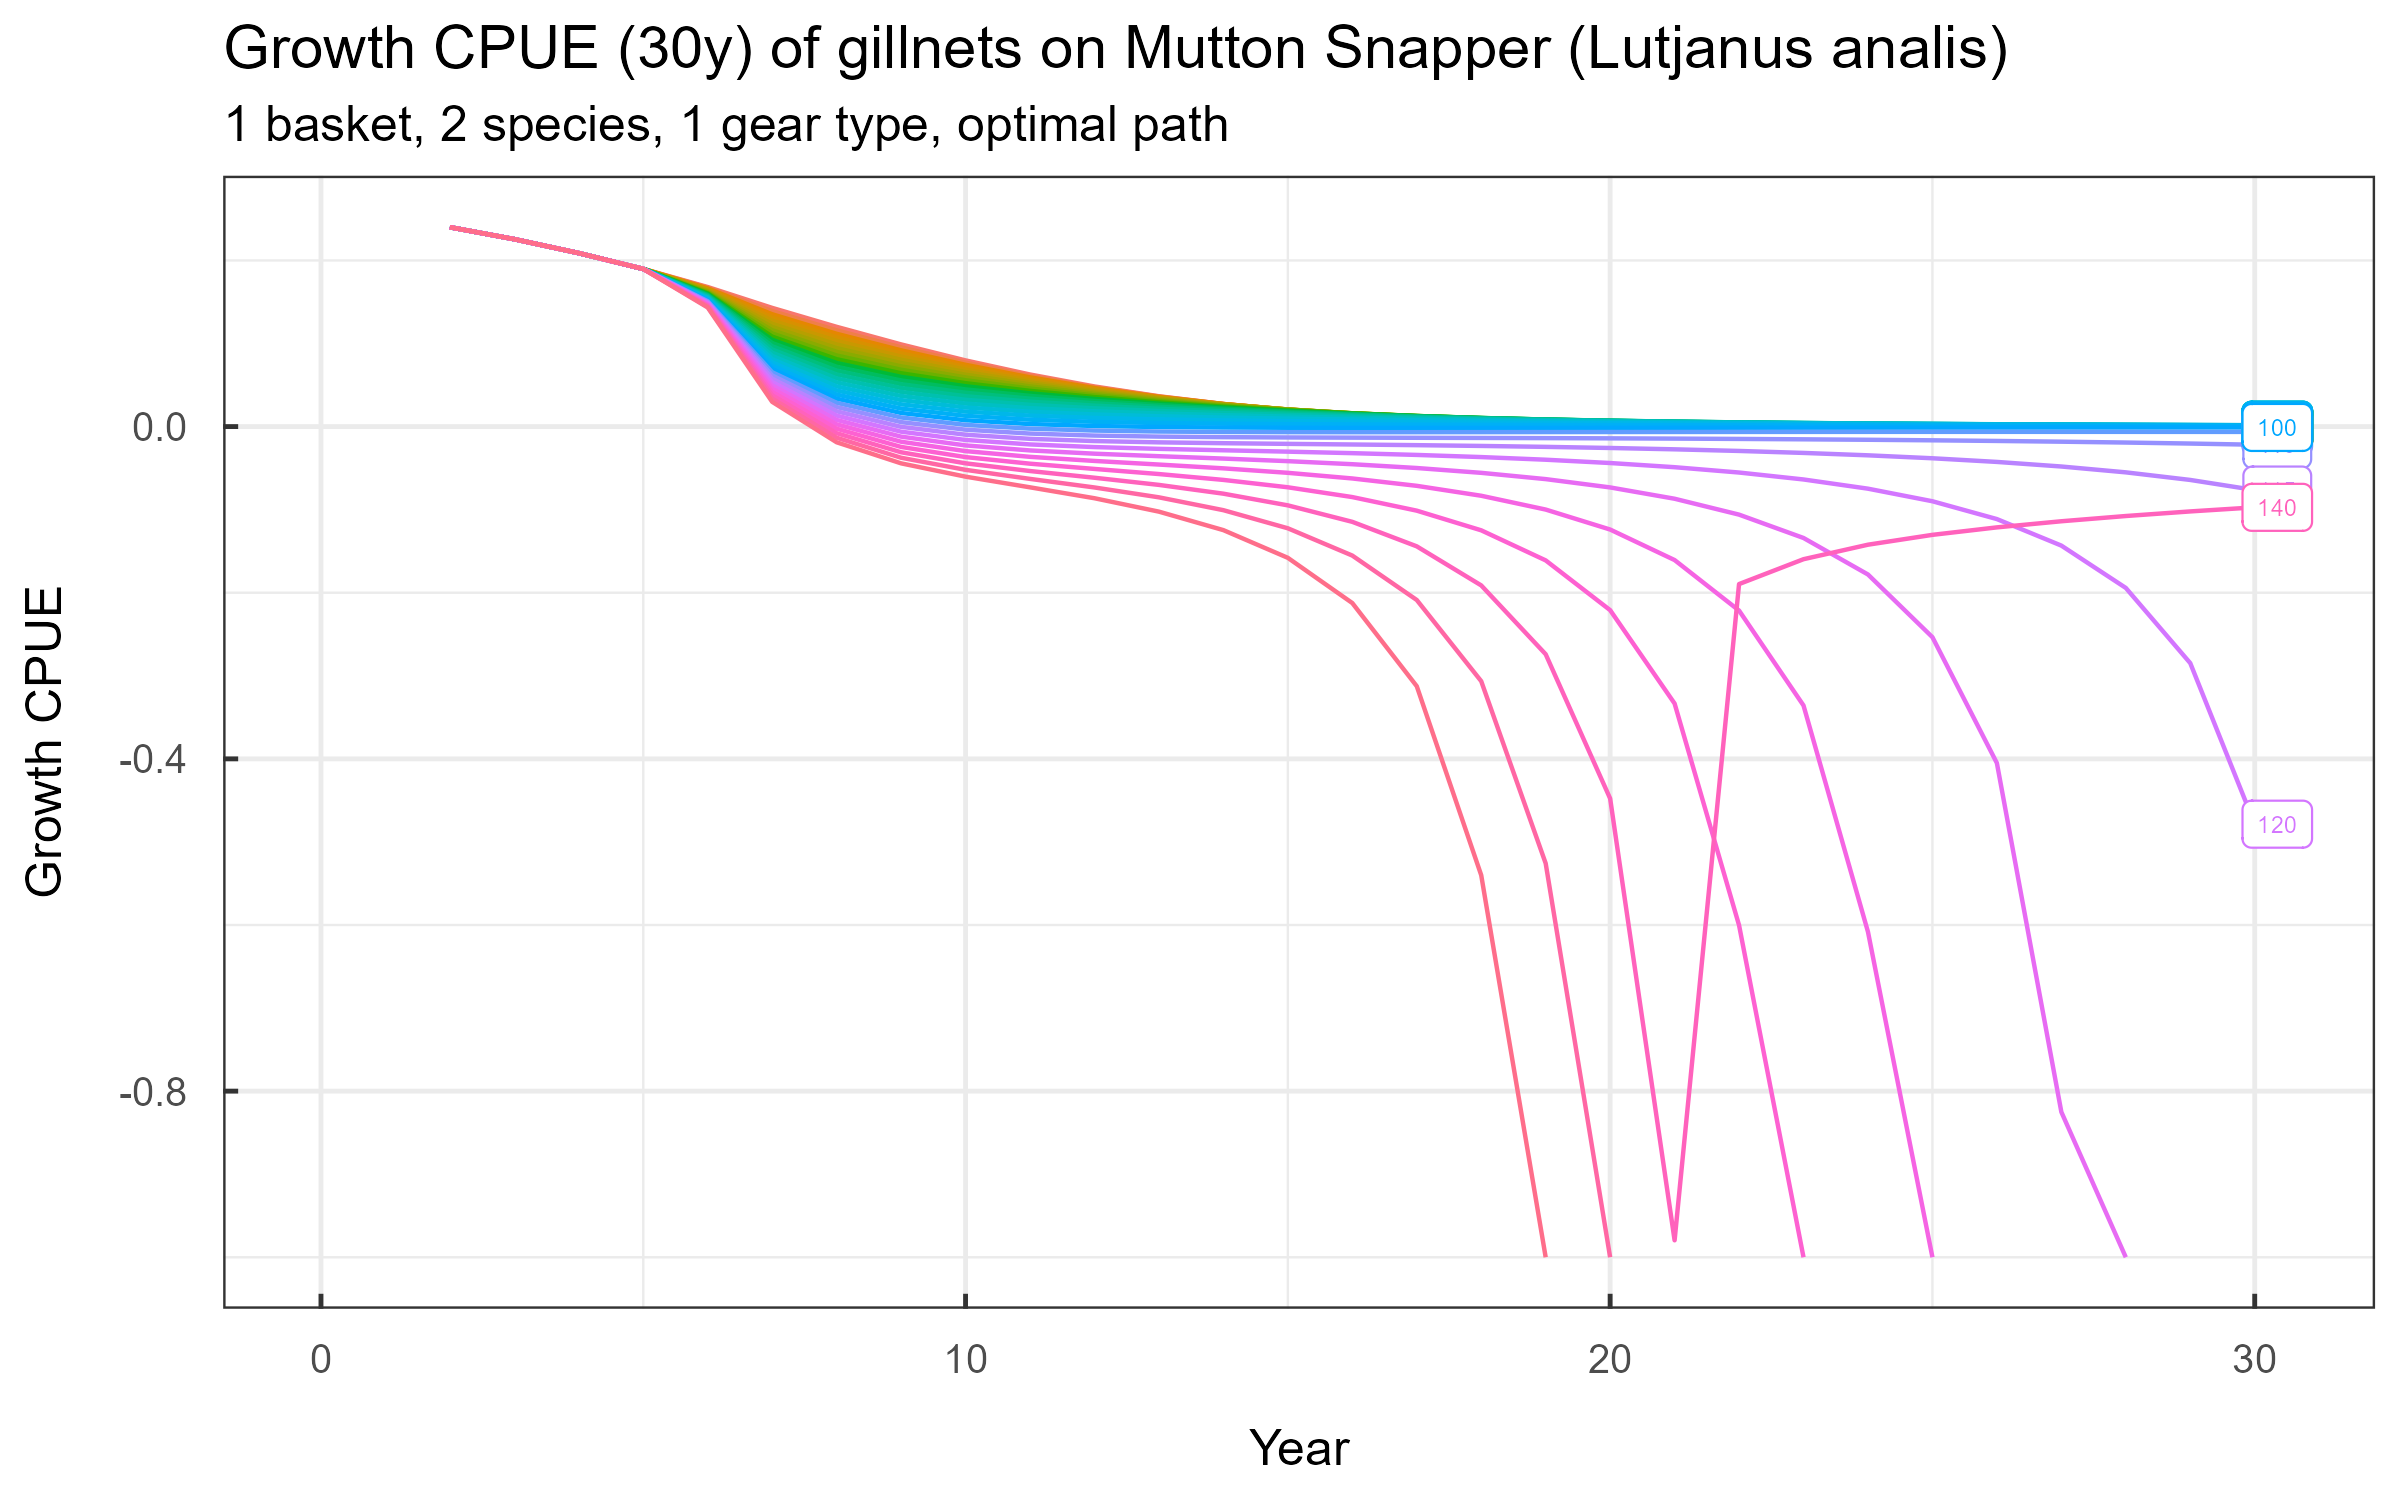 Growth CPUE (30y) of gillnets on Mutton Snapper (Lutjanus analis)
1 basket, 2 species, 1 gear type, optimal path
Growth CPUE
0.0
-0.4
-0.8
100
140
120
0 10 20 30
Year